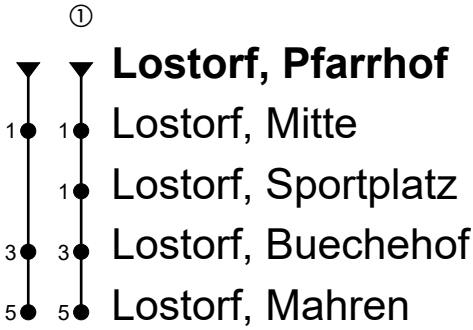 ①
Lostorf, Pfarrhof
1 1 Lostorf, Mitte
1 Lostorf, Sportplatz
3 3 Lostorf, Buechehof
5 5 Lostorf, Mahren